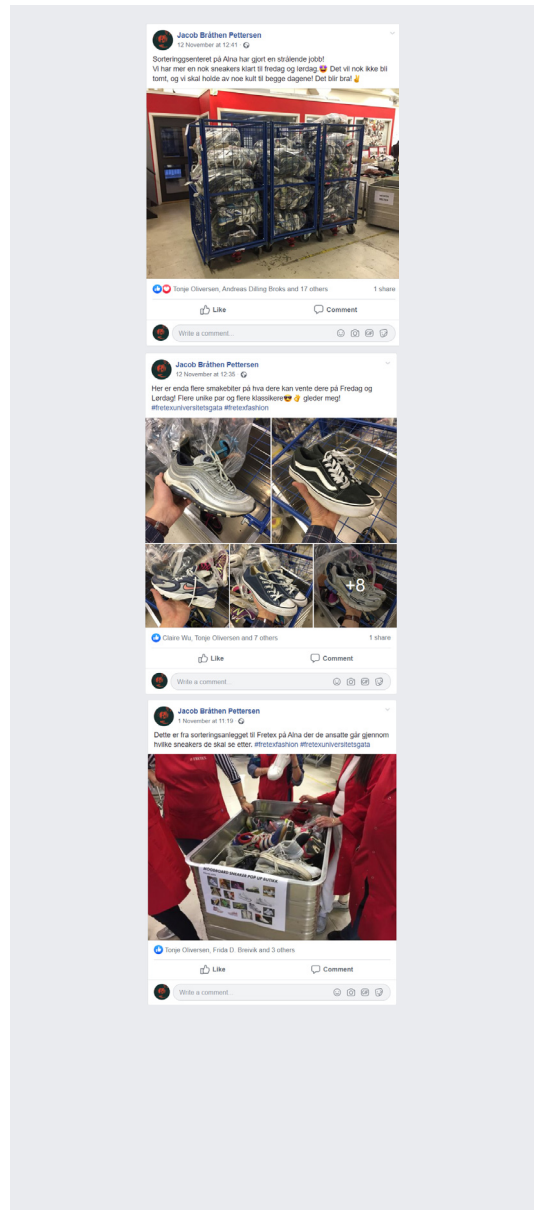 Jacob Bråthen Pettersen
12 November at 12:41
Sorteringgsenteret på Alna har gjort en strålende jobb!
Vi har mer en nok sneakers klart til fredag og lørdag.😍 Det vil nok ikke bli
tomt, og vi skal holde av noe kult til begge dagene! Det blir bra!✌
Tonje Oliversen, Andreas Dilling Broks and 17 others 1 share
Like Comment
Write a comment...
Jacob Bråthen Pettersen
12 November at 12:35
Her er enda flere smakebiter på hva dere kan vente dere på Fredag og
Lørdag! Flere unike par og flere klassikere😎👌 gleder meg!
#fretexuniversitetsgata #fretexfashion
+8
Claire Wu, Tonje Oliversen and 7 others 1 share
Like Comment
Write a comment...
Jacob Bråthen Pettersen
1 November at 11:19
Dette er fra sorteringsanlegget til Fretex på Alna der de ansatte går gjennom
hvilke sneakers de skal se etter. #fretexfashion #fretexuniversitetsgata
MOODBOARD SNEAKER POP UP BUTIKK
Tonje Oliversen, Frida D. Breivik and 3 others
Like Comment
Write a comment...